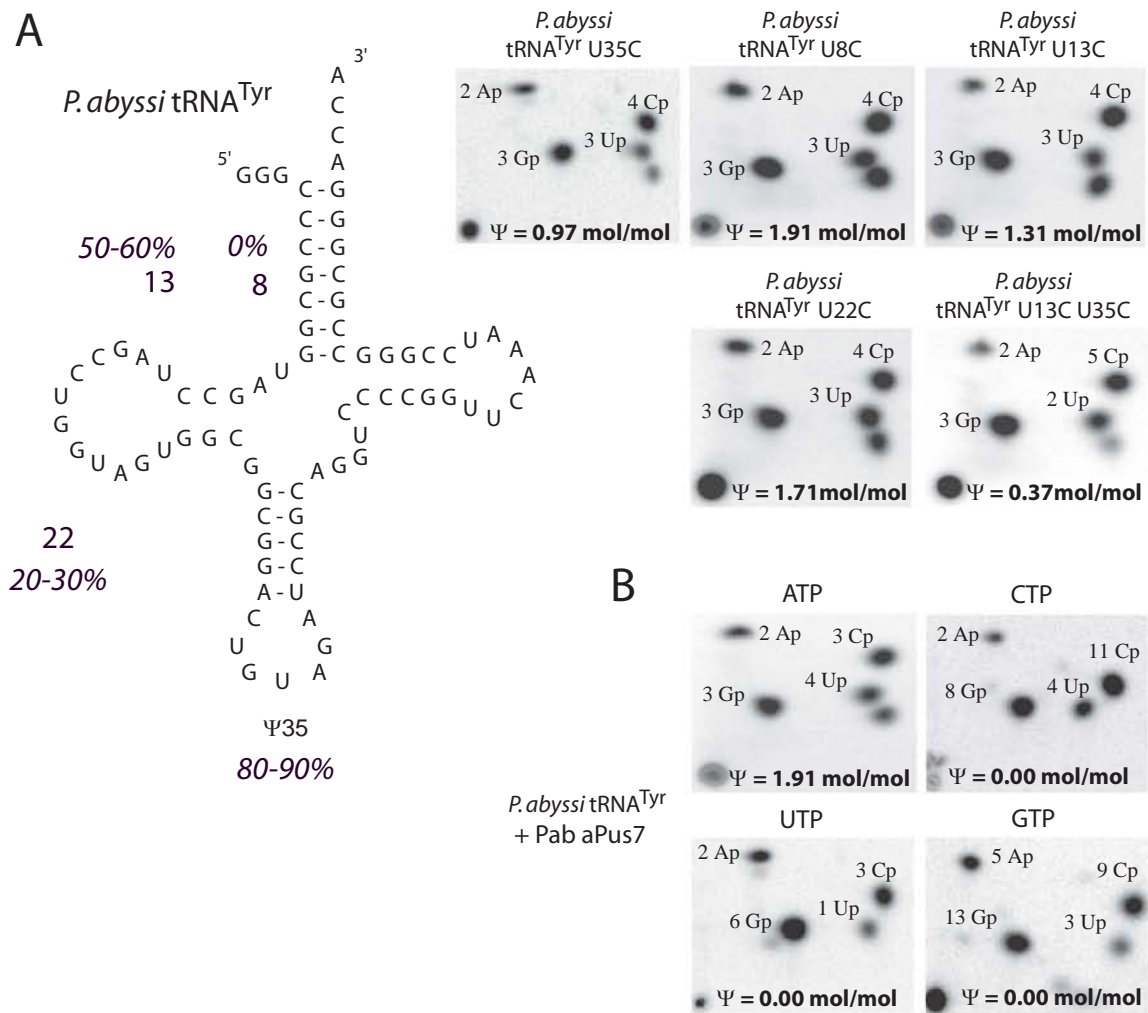 A
P. abyssi tRNA^Tyr
3'
A
C
C
A
5'
GGG
C - G
C - G
C - G
G - C
C - G
G - C
G - C
50-60%
13
0%
8
U A G C C U A G C C U G G U A G U G G C
G G G C C U A A A C U U G G C C C
C U G G A
G
G - C
C - G
G C
G C
A U
C A
U G
G U A
22
20-30%
Ψ35
80-90%
P. abyssi
tRNA^Tyr U35C
2 Ap
4 Cp
3 Up
3 Gp
Ψ = 0.97 mol/mol
P. abyssi
tRNA^Tyr U8C
2 Ap
4 Cp
3 Up
3 Gp
Ψ = 1.91 mol/mol
P. abyssi
tRNA^Tyr U13C
2 Ap
4 Cp
3 Up
3 Gp
Ψ = 1.31 mol/mol
P. abyssi
tRNA^Tyr U22C
2 Ap
4 Cp
3 Up
3 Gp
Ψ = 1.71mol/mol
P. abyssi
tRNA^Tyr U13C U35C
2 Ap
5 Cp
2 Up
3 Gp
Ψ = 0.37mol/mol
B
P. abyssi tRNA^Tyr
+ Pab aPus7
ATP
2 Ap
3 Cp
4 Up
3 Gp
Ψ = 1.91 mol/mol
CTP
2 Ap
11 Cp
8 Gp
4 Up
Ψ = 0.00 mol/mol
UTP
2 Ap
3 Cp
1 Up
6 Gp
Ψ = 0.00 mol/mol
GTP
5 Ap
9 Cp
13 Gp
3 Up
Ψ = 0.00 mol/mol